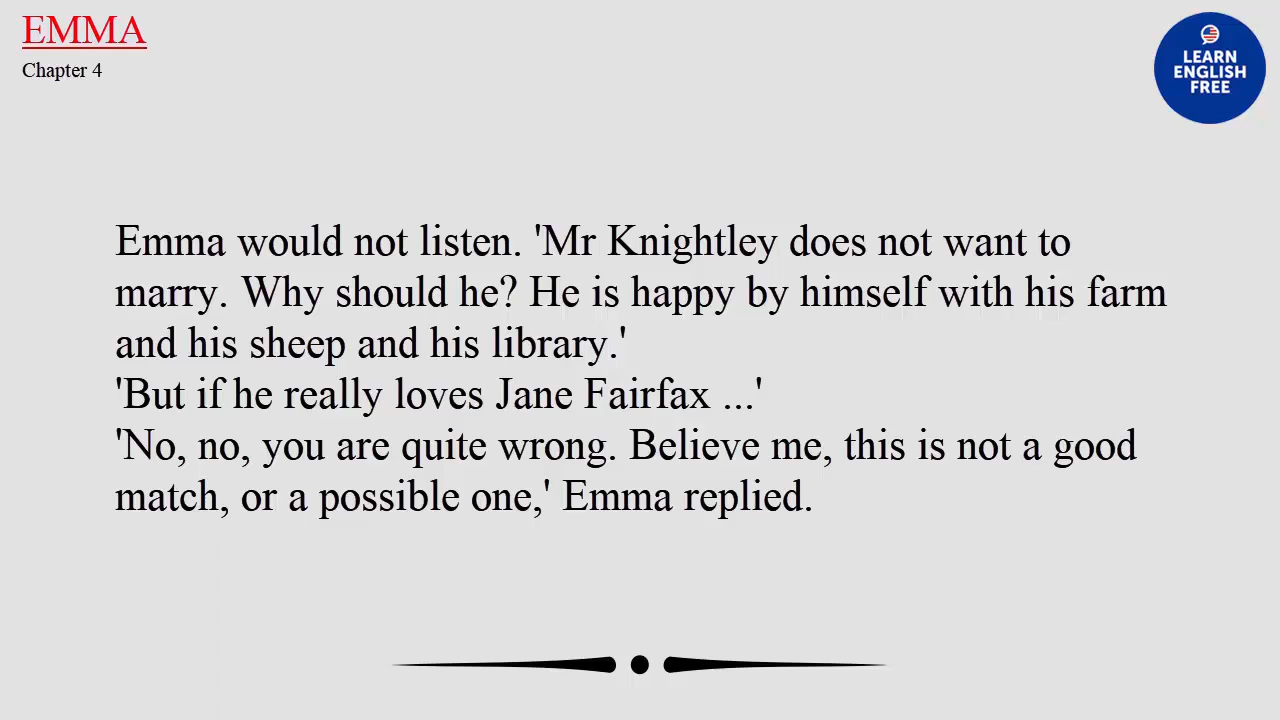 EMMA
Chapter 4
LEARN
ENGLISH
FREE
Emma would not listen. 'Mr Knightley does not want to
marry. Why should he? He is happy by himself with his farm
and his sheep and his library.'
'But if he really loves Jane Fairfax ...'
'No, no, you are quite wrong. Believe me, this is not a good
match, or a possible one,' Emma replied.